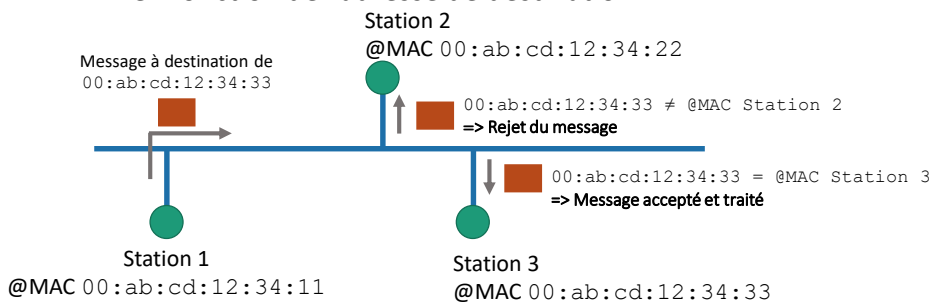 Station 2
@MAC 00:ab:cd:12:34:22
Message à destination de
00:ab:cd:12:34:33
00:ab:cd:12:34:33 ≠ @MAC Station 2
=> Rejet du message
00:ab:cd:12:34:33 = @MAC Station 3
=> Message accepté et traité
Station 1
@MAC 00:ab:cd:12:34:11
Station 3
@MAC 00:ab:cd:12:34:33